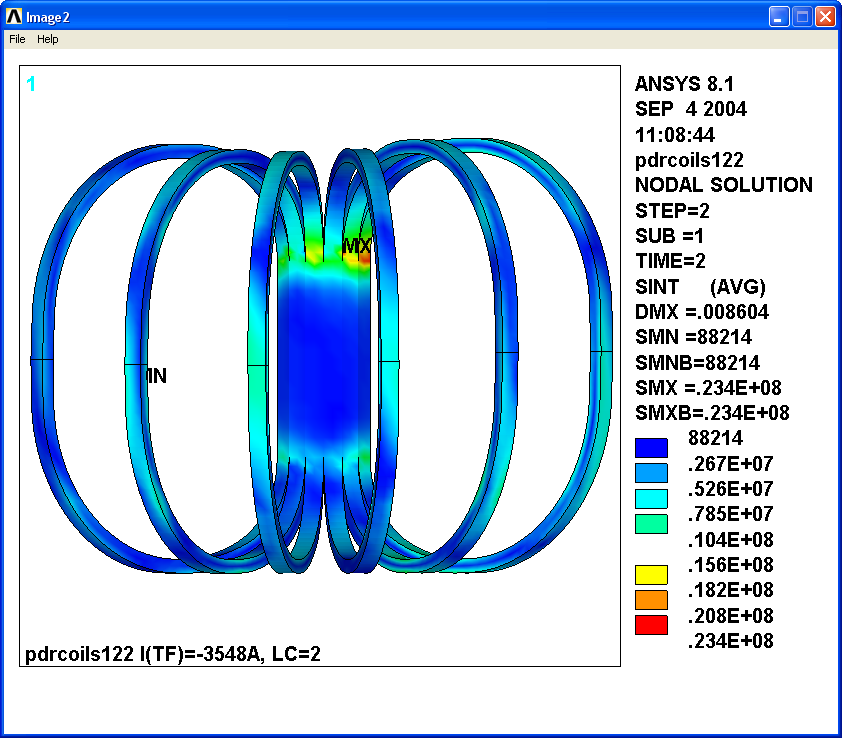 Image2
File Help
1
ANSYS 8.1
SEP 4 2004
11:08:44
pdrcoils122
NODAL SOLUTION
STEP=2
SUB =1
TIME=2
SINT (AVG)
DMX =.008604
SMN =88214
SMNB=88214
SMX =.234E+08
SMXB=.234E+08
88214
.267E+07
.526E+07
.785E+07
.104E+08
.156E+08
.182E+08
.208E+08
.234E+08
MX
IN
pdrcoils122 I(TF)=-3548A, LC=2